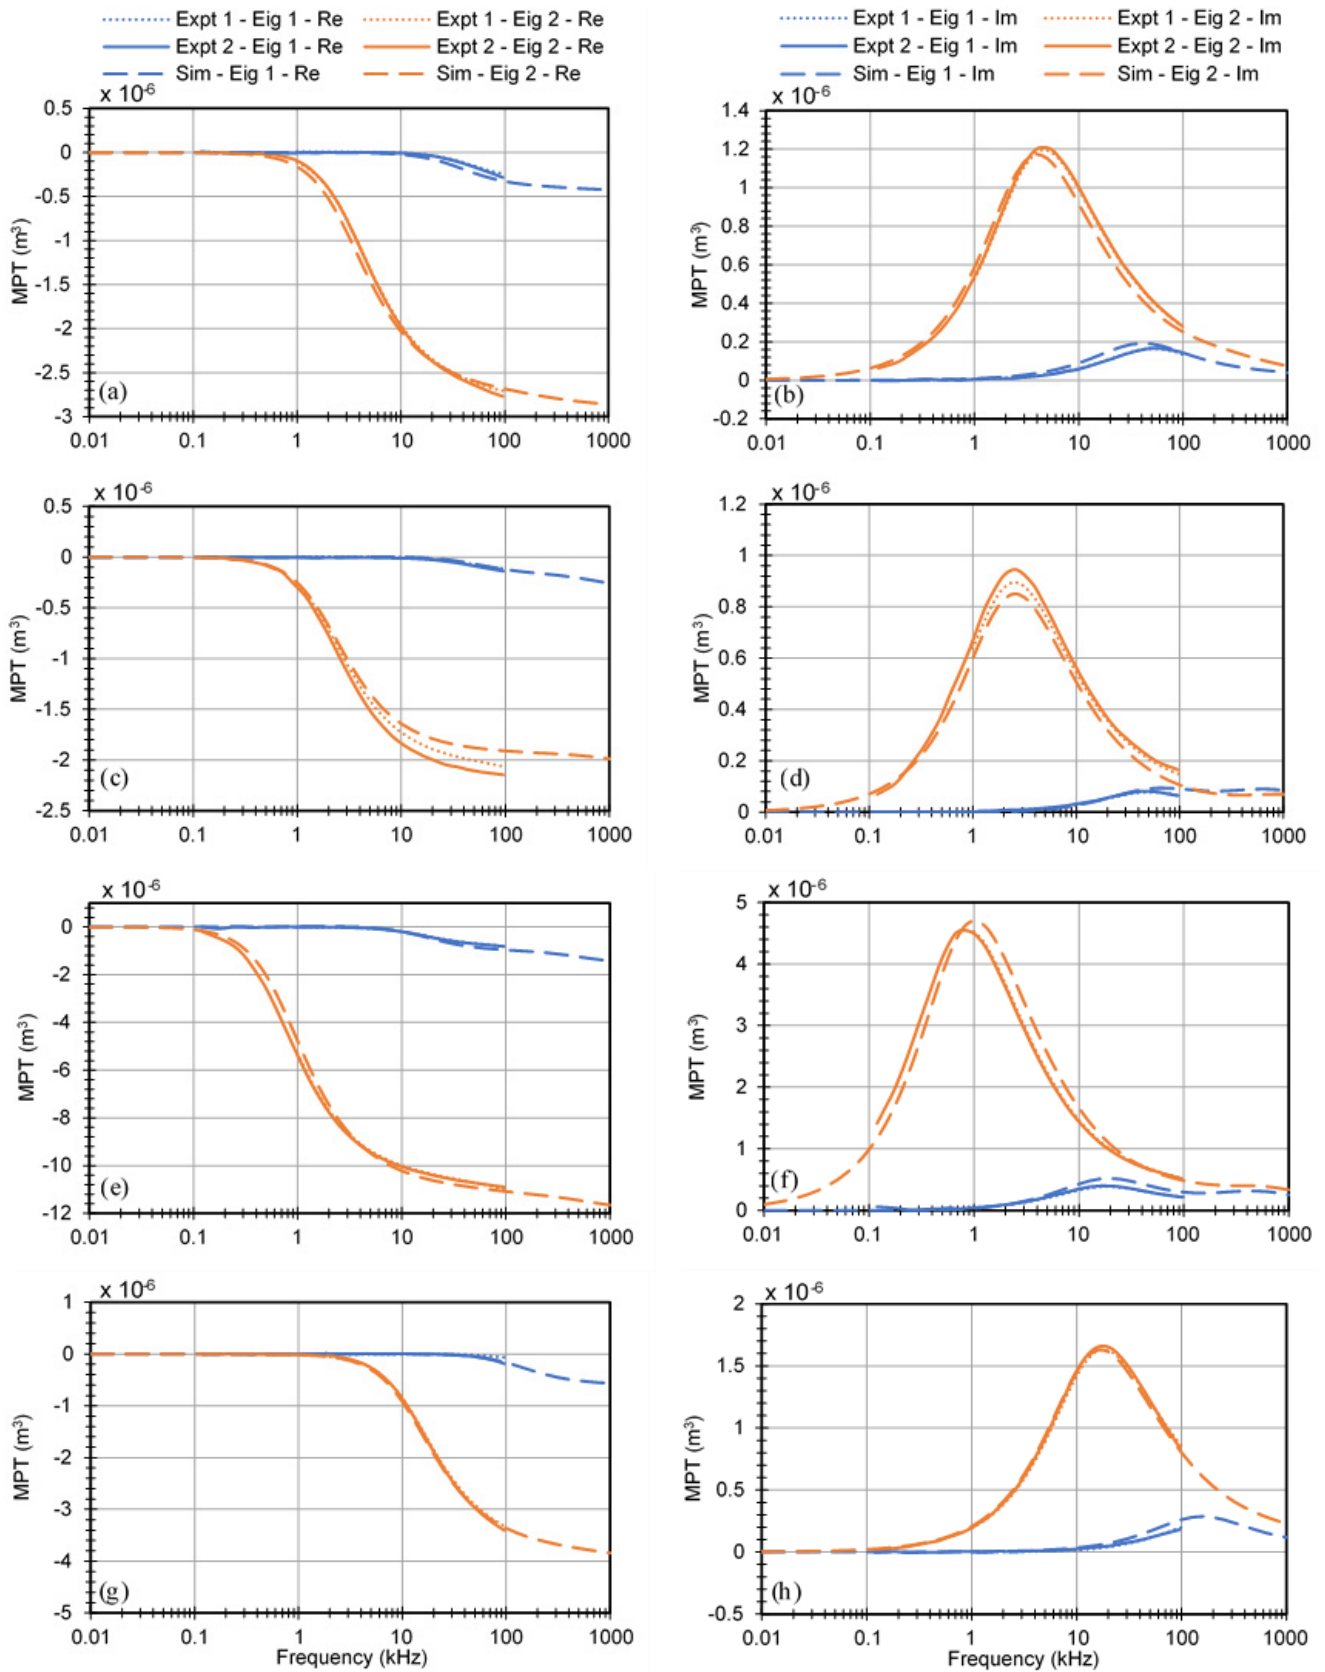 Expt 1 - Eig 1 - Re Expt 1 - Eig 2 - Re
Expt 2 - Eig 1 - Re Expt 2 - Eig 2 - Re
Sim - Eig 1 - Re Sim - Eig 2 - Re
x 10-6
0.5
0
-0.5
-1
-1.5
-2
-2.5
-3
MPT (m³)
(a)
0.01 0.1 1 10 100 1000
Expt 1 - Eig 1 - Im Expt 1 - Eig 2 - Im
Expt 2 - Eig 1 - Im Expt 2 - Eig 2 - Im
Sim - Eig 1 - Im Sim - Eig 2 - Im
x 10-6
1.4
1.2
1
0.8
0.6
0.4
0.2
0
-0.2
MPT (m³)
(b)
0.01 0.1 1 10 100 1000
x 10-6
0.5
0
-0.5
-1
-1.5
-2
-2.5
MPT (m³)
(c)
0.01 0.1 1 10 100 1000
x 10-6
1.2
1
0.8
0.6
0.4
0.2
0
MPT (m³)
(d)
0.01 0.1 1 10 100 1000
x 10-6
0
-2
-4
-6
-8
-10
-12
MPT (m³)
(e)
0.01 0.1 1 10 100 1000
x 10-6
5
4
3
2
1
0
MPT (m³)
(f)
0.01 0.1 1 10 100 1000
x 10-6
1
0
-1
-2
-3
-4
-5
MPT (m³)
(g)
0.01 0.1 1 10 100 1000
Frequency (kHz)
x 10-6
2
1.5
1
0.5
0
-0.5
MPT (m³)
(h)
0.01 0.1 1 10 100 1000
Frequency (kHz)